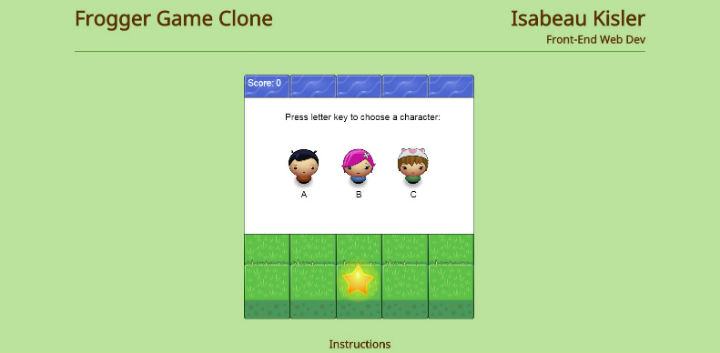 Frogger Game Clone
Isabeau Kisler
Front-End Web Dev
Score: 0
Press letter key to choose a character:
A B C
Instructions